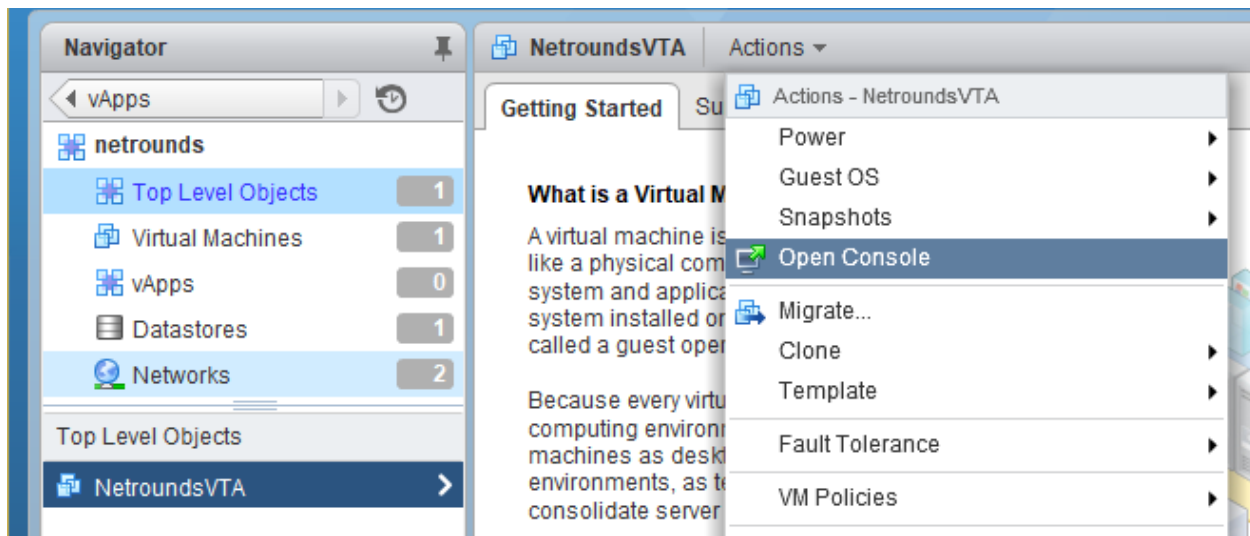 Navigator
vApps
netrounds
Top Level Objects 1
Virtual Machines 1
vApps 0
Datastores 1
Networks 2
Top Level Objects
NetroundsVTA
NetroundsVTA Actions
Getting Started Su
What is a Virtual M
A virtual machine is
like a physical com
system and applica
system installed or
called a guest oper
Because every virtu
computing environ
machines as desk
environments, as te
consolidate server
Actions - NetroundsVTA
Power
Guest OS
Snapshots
Open Console
Migrate...
Clone
Template
Fault Tolerance
VM Policies